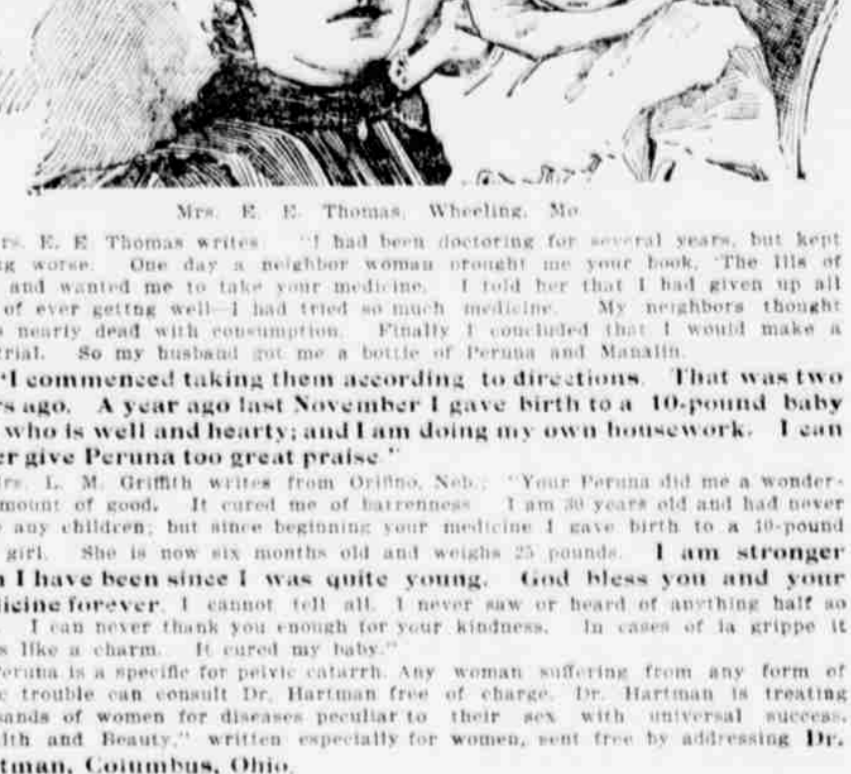 Mrs. E. E. Thomas, Wheeling, Mo
rs. E. E. Thomas writes: "I had been doctoring for several years, but kept
g worse. One day a neighbor woman brought me your book, 'The Ills of
and wanted me to take your medicine. I told her that I had given up all
of ever gettng well—I had tried so much medicine. My neighbors thought
nearly dead with consumption. Finally I concluded that I would make a
trial. So my husband got me a bottle of Peruna and Manalin.
"I commenced taking them according to directions. That was two
s ago. A year ago last November I gave birth to a 10-pound baby
who is well and hearty; and I am doing my own housework. I can
er give Peruna too great praise."
rs. L. M. Griffith writes from Orifino, Neb.: "Your Peruna did me a wonder-
mount of good. It cured me of barrenness. I am 30 years old and had never
any children; but since beginning your medicine I gave birth to a 10-pound
girl. She is now six months old and weighs 25 pounds. I am stronger
I have been since I was quite young. God bless you and your
licine forever. I cannot tell all. I never saw or heard of anything half so
I can never thank you enough for your kindness. In cases of la grippe it
s like a charm. It cured my baby."
eruna is a specific for pelvic catarrh. Any woman suffering from any form of
c trouble can consult Dr. Hartman free of charge. Dr. Hartman is treating
sands of women for diseases peculiar to their sex with universal success.
lth and Beauty," written especially for women, sent free by addressing Dr.
tman, Columbus, Ohio.